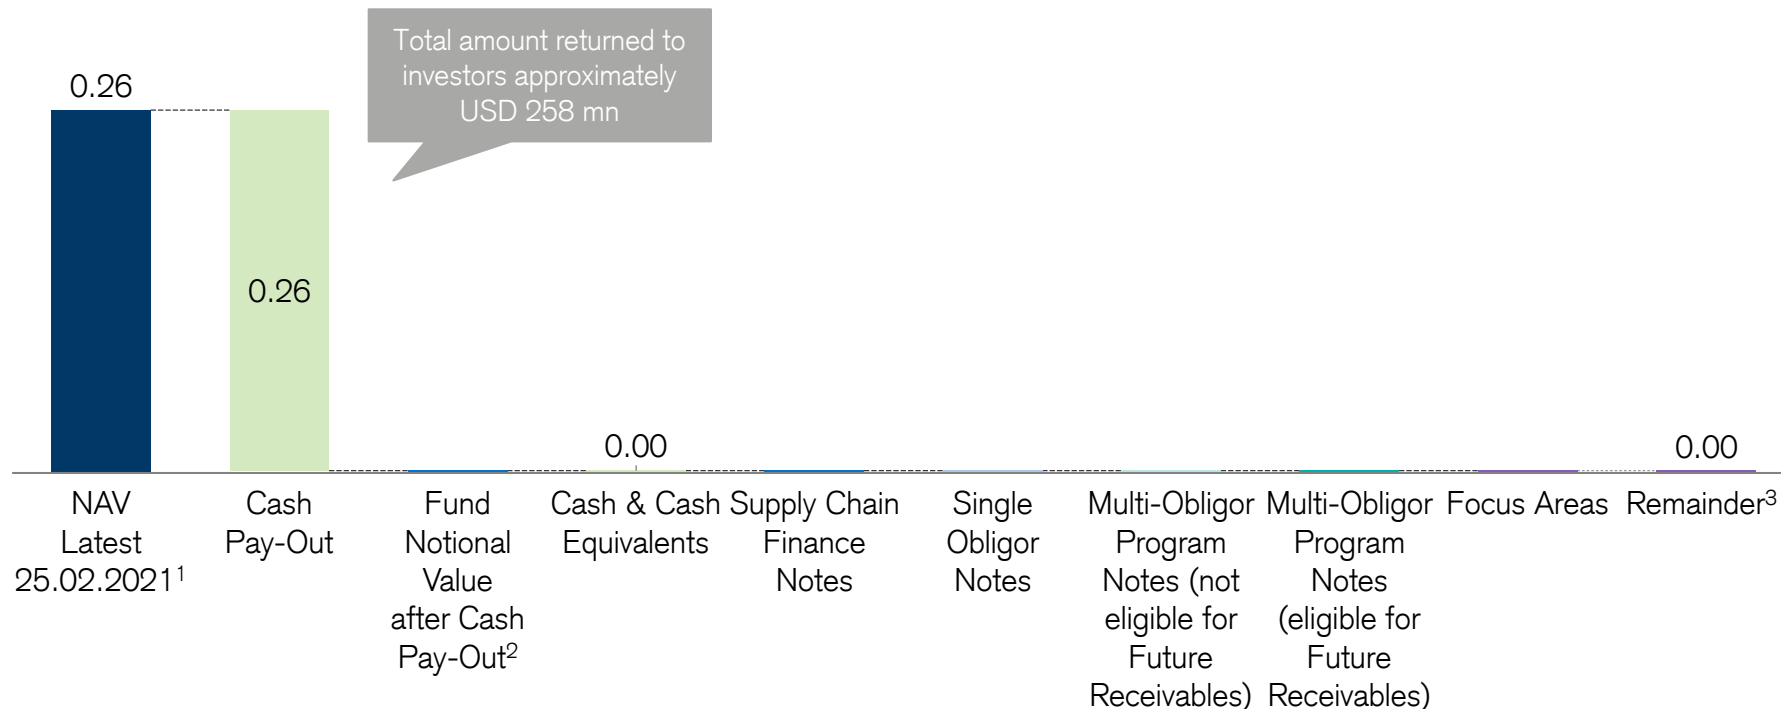 Total amount returned to
investors approximately
USD 258 mn
0.26
0.26
0.00
0.00
NAV
Latest
25.02.2021¹
Cash
Pay-Out
Fund
Notional
Value
after Cash
Pay-Out²
Cash & Cash
Equivalents
Supply Chain
Finance
Notes
Single
Obligor
Notes
Multi-Obligor
Program
Notes (not
eligible for
Future
Receivables)
Multi-Obligor
Program
Notes
(eligible for
Future
Receivables)
Focus Areas
Remainder³